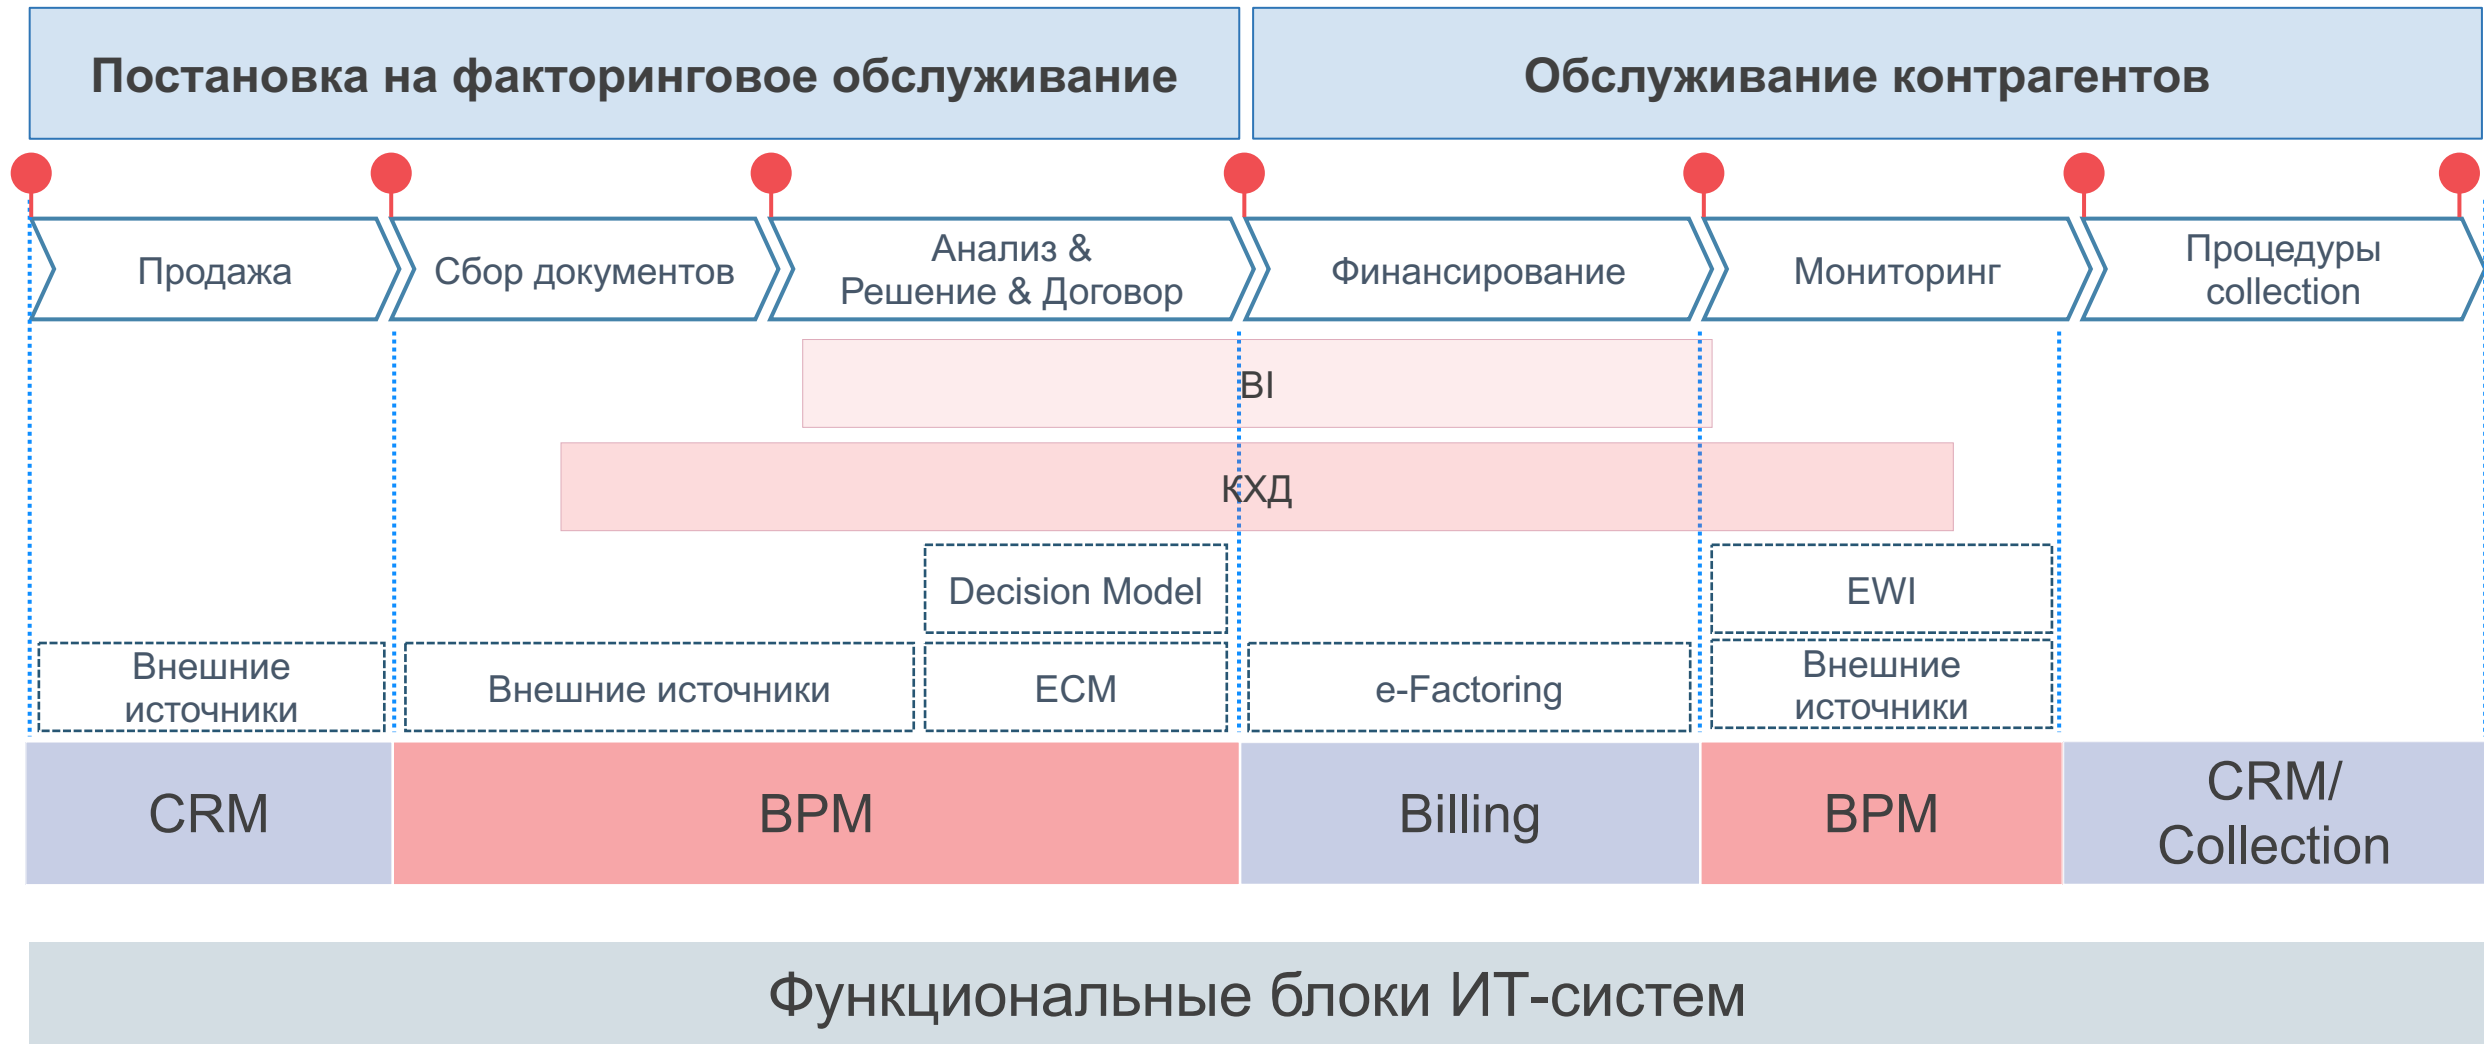 Постановка на факторинговое обслуживание
Обслуживание контрагентов
Продажа
Сбор документов
Анализ &
Решение & Договор
Финансирование
Мониторинг
Процедуры
collection
BI
КХД
Decision Model
EWI
Внешние
источники
Внешние источники
ECM
e-Factoring
Внешние
источники
CRM
BPM
Billing
BPM
CRM/
Collection
Функциональные блоки ИТ-систем